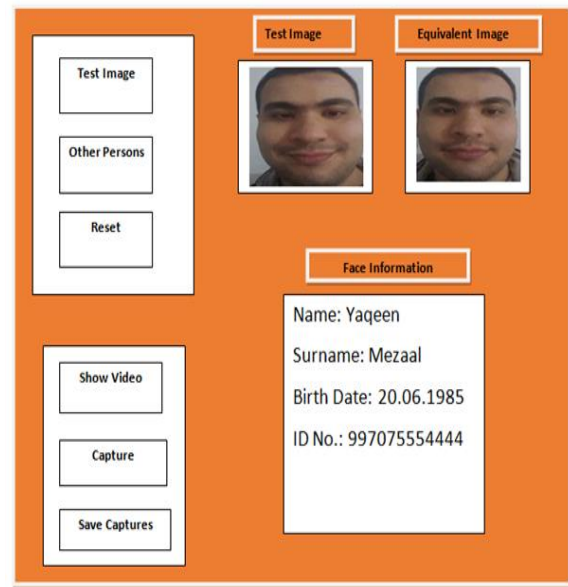 Test Image
Equivalent Image
Test Image
Other Persons
Reset
Face Information
Name: Yaqeen
Surname: Mezaal
Birth Date: 20.06.1985
ID No.: 997075554444
Show Video
Capture
Save Captures